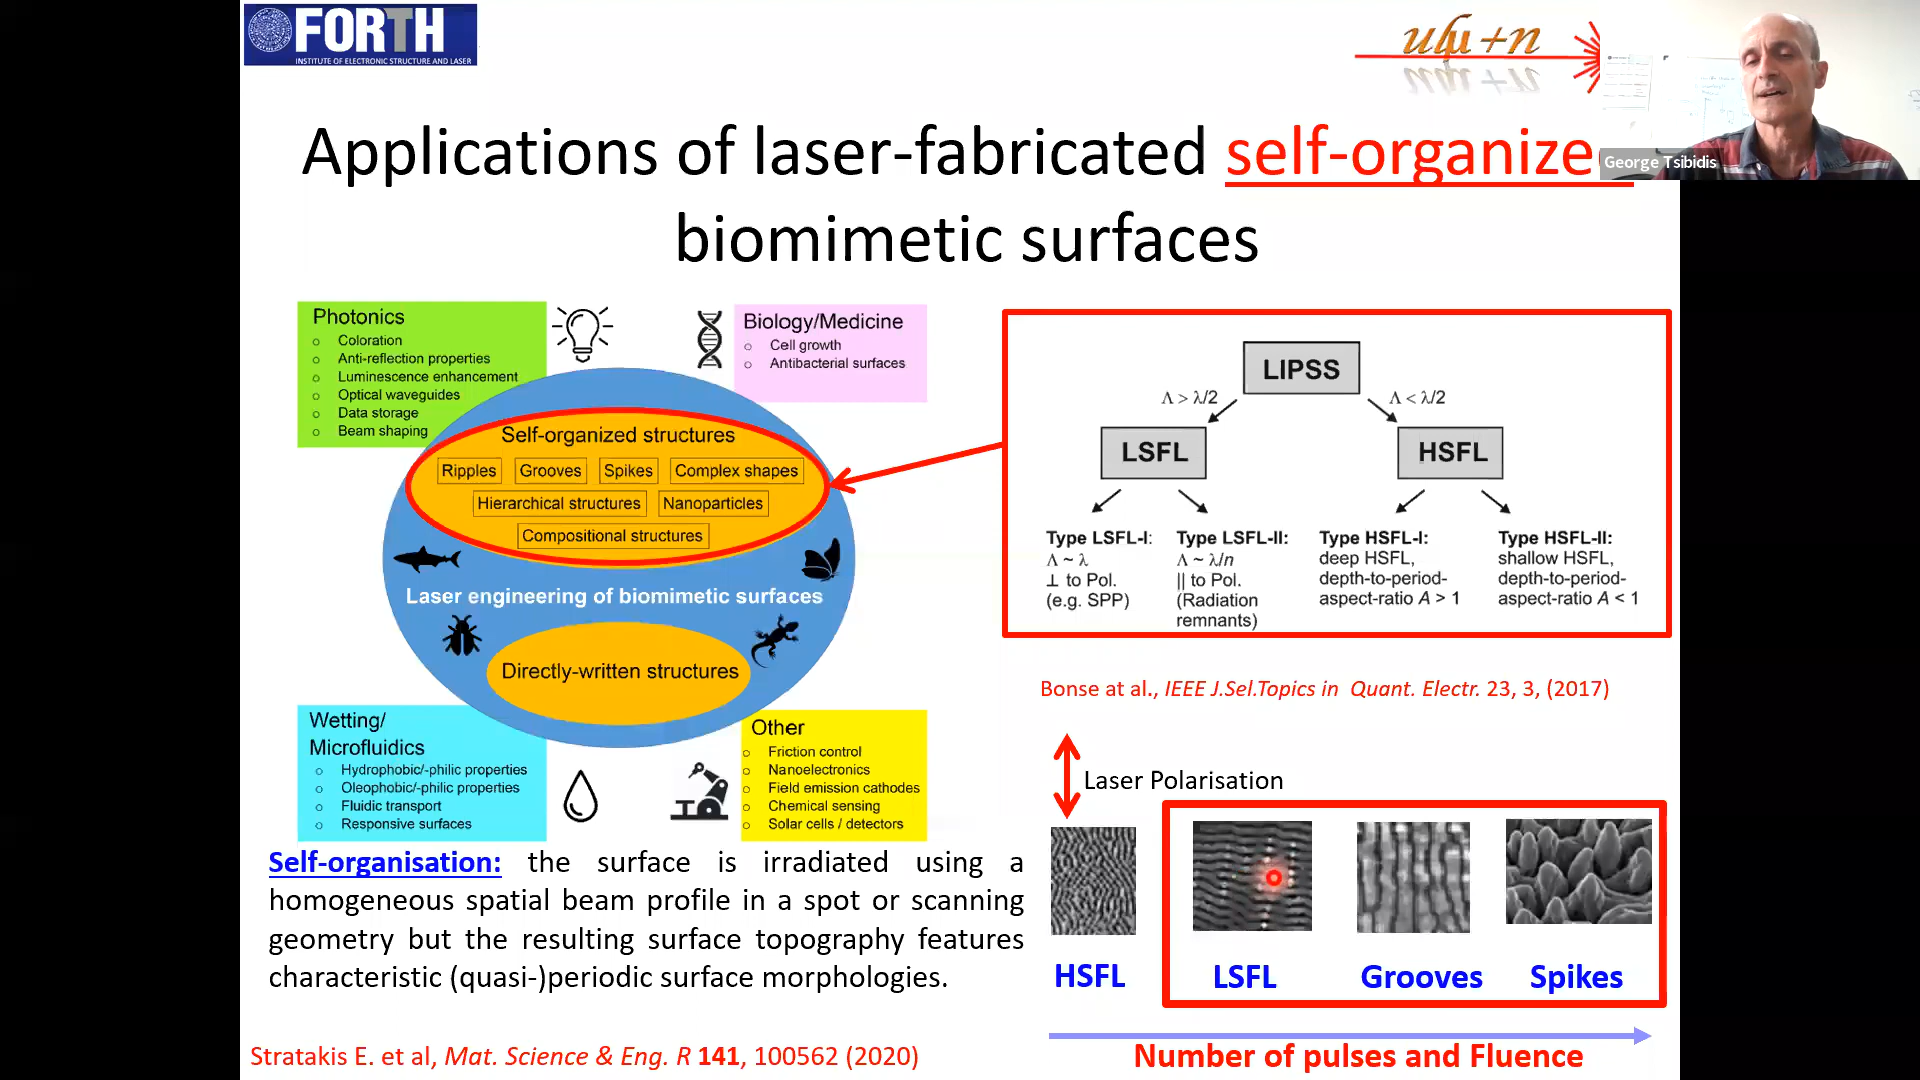 FORTH
INSTITUTE OF ELECTRONIC STRUCTURE AND LASER
George Tsibidis
Applications of laser-fabricated self-organize
biomimetic surfaces
Photonics
Coloration
Anti-reflection properties
Luminescence enhancement
Optical waveguides
Data storage
Beam shaping
Biology/Medicine
Cell growth
Antibacterial surfaces
Self-organized structures
Ripples Grooves Spikes Complex shapes
Hierarchical structures Nanoparticles
Compositional structures
Laser engineering of biomimetic surfaces
Directly-written structures
Wetting/
Microfluidics
Hydrophobic/-philic properties
Oleophobic/-philic properties
Fluidic transport
Responsive surfaces
Other
Friction control
Nanoelectronics
Field emission cathodes
Chemical sensing
Solar cells / detectors
LIPSS
Λ > λ/2 Λ < λ/2
LSFL HSFL
Type LSFL-I:
Λ ~ λ
⊥ to Pol.
(e.g. SPP)
Type LSFL-II:
Λ ~ λ/n
|| to Pol.
(Radiation
remnants)
Type HSFL-I:
deep HSFL,
depth-to-period-
aspect-ratio A > 1
Type HSFL-II:
shallow HSFL,
depth-to-period-
aspect-ratio A < 1
Bonse at al., IEEE J.Sel.Topics in Quant. Electr. 23, 3, (2017)
Laser Polarisation
HSFL LSFL Grooves Spikes
Number of pulses and Fluence
Self-organisation: the surface is irradiated using a
homogeneous spatial beam profile in a spot or scanning
geometry but the resulting surface topography features
characteristic (quasi-)periodic surface morphologies.
Stratakis E. et al, Mat. Science & Eng. R 141, 100562 (2020)